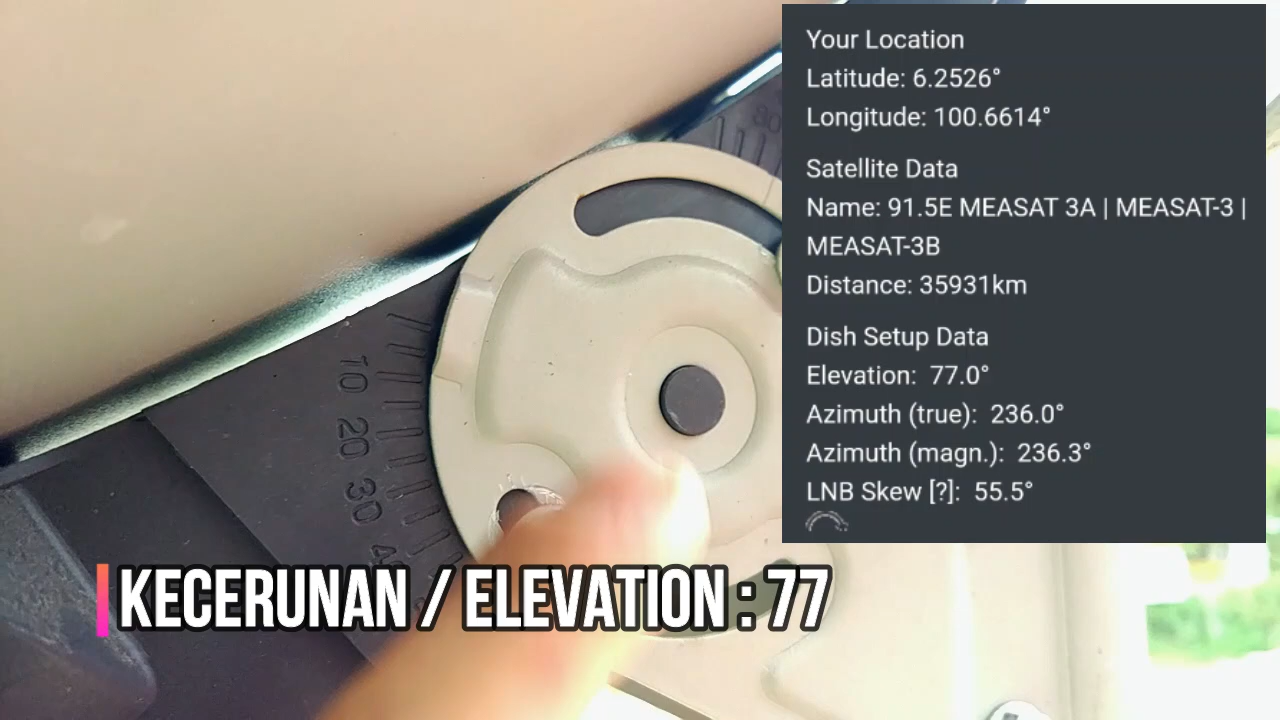 Your Location
Latitude: 6.2526°
Longitude: 100.6614°
Satellite Data
Name: 91.5E MEASAT 3A | MEASAT-3 |
MEASAT-3B
Distance: 35931km
Dish Setup Data
Elevation: 77.0°
Azimuth (true): 236.0°
Azimuth (magn.): 236.3°
LNB Skew [?]: 55.5°
80
10
20
30
KECERUNAN / ELEVATION : 77